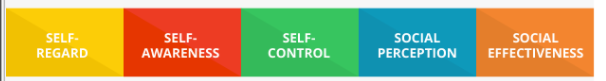 SELF-
REGARD
SELF-
AWARENESS
SELF-
CONTROL
SOCIAL
PERCEPTION
SOCIAL
EFFECTIVENESS